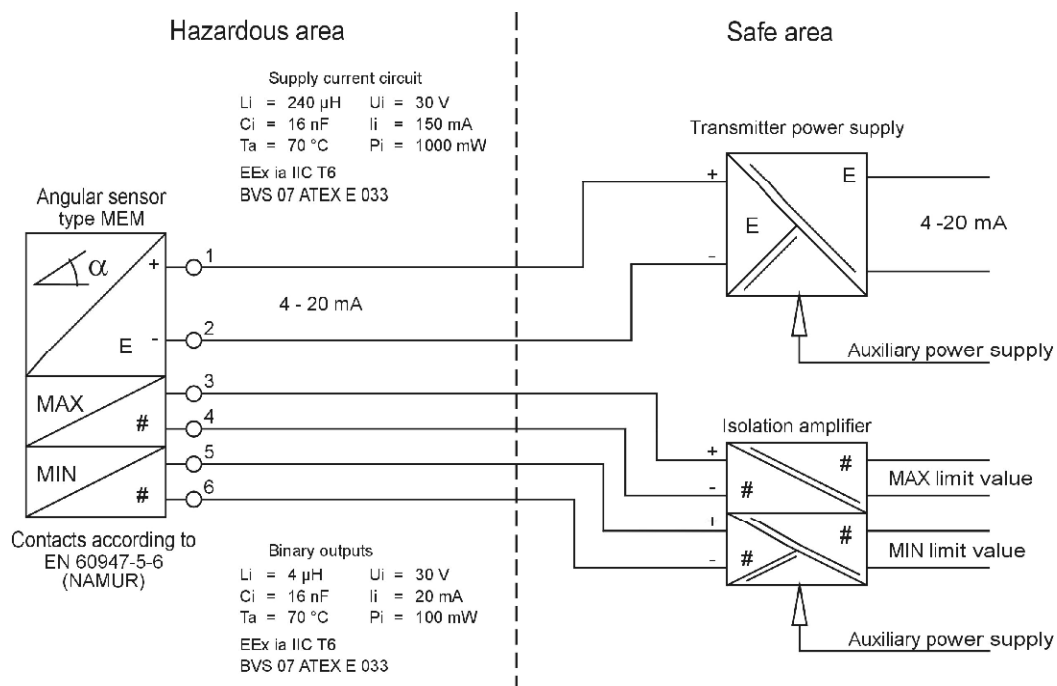 Hazardous area
Safe area
Supply current circuit
Li = 240 µH Ui = 30 V
Ci = 16 nF Ii = 150 mA
Ta = 70 °C Pi = 1000 mW
EEx ia IIC T6
BVS 07 ATEX E 033
Transmitter power supply
+
E
E
-
4 -20 mA
Auxiliary power supply
Angular sensor
type MEM
α
+
1
4 - 20 mA
2
E
-
MAX
3
#
4
MIN
5
#
6
Contacts according to
EN 60947-5-6
(NAMUR)
Isolation amplifier
+
#
MAX limit value
-
#
+
#
MIN limit value
-
#
Auxiliary power supply
Binary outputs
Li = 4 µH Ui = 30 V
Ci = 16 nF Ii = 20 mA
Ta = 70 °C Pi = 100 mW
EEx ia IIC T6
BVS 07 ATEX E 033